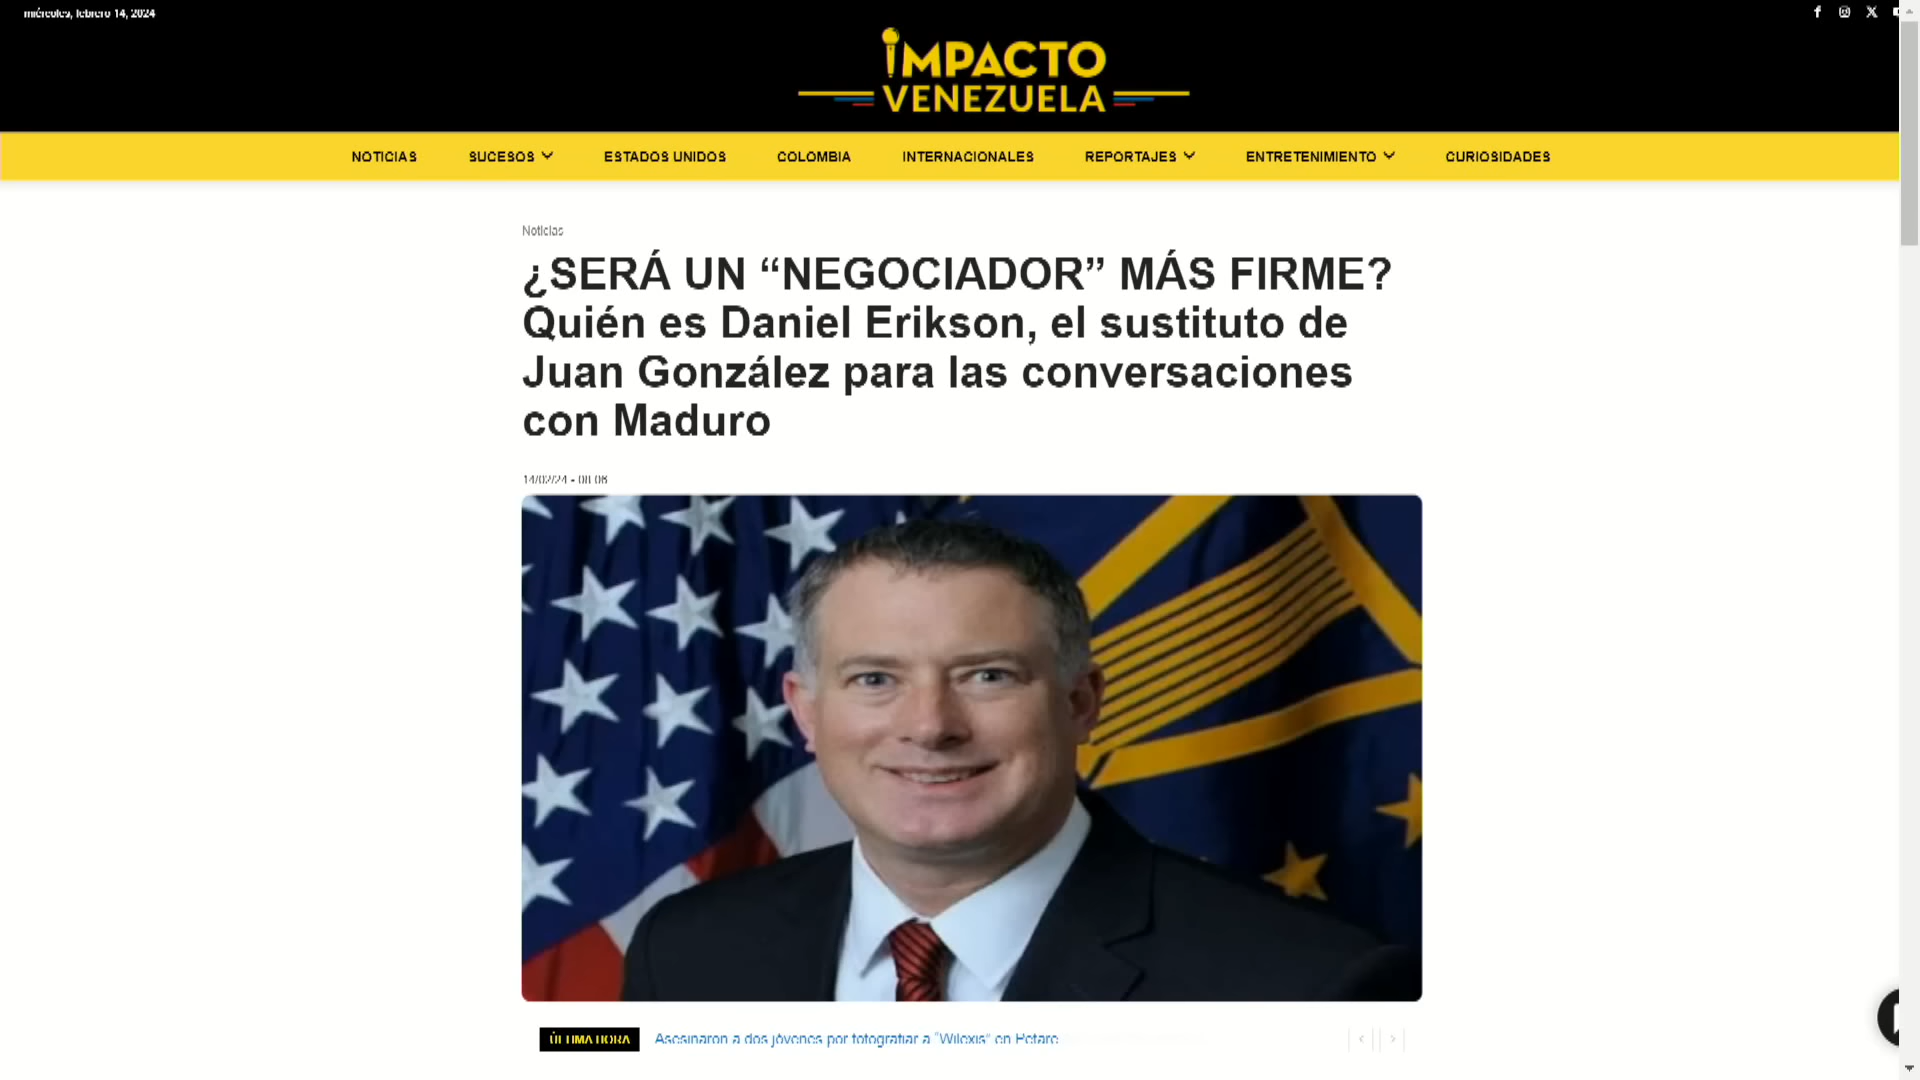 miércoles, febrero 14, 2024
IMPACTO
VENEZUELA
NOTICIAS SUCESOS ESTADOS UNIDOS COLOMBIA INTERNACIONALES REPORTAJES ENTRETENIMIENTO CURIOSIDADES
Noticias
¿SERÁ UN “NEGOCIADOR” MÁS FIRME?
Quién es Daniel Erikson, el sustituto de
Juan González para las conversaciones
con Maduro
14/02/24 -
ÚLTIMA HORA Asesinaron a dos jóvenes por fotografiar a “Wilexis” en Petare